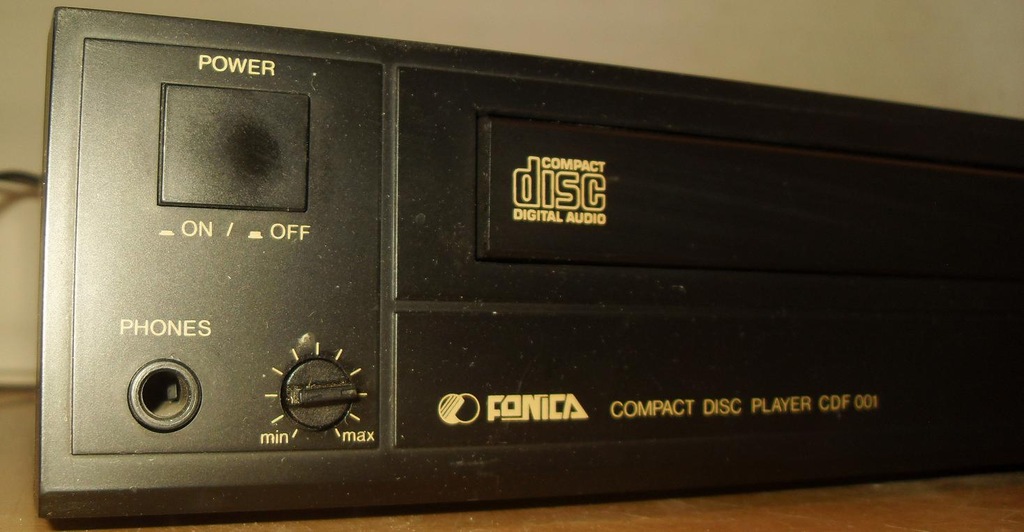 POWER
ON / OFF
PHONES
min max
COMPACT
disc
DIGITAL AUDIO
FONICA COMPACT DISC PLAYER CDF 001